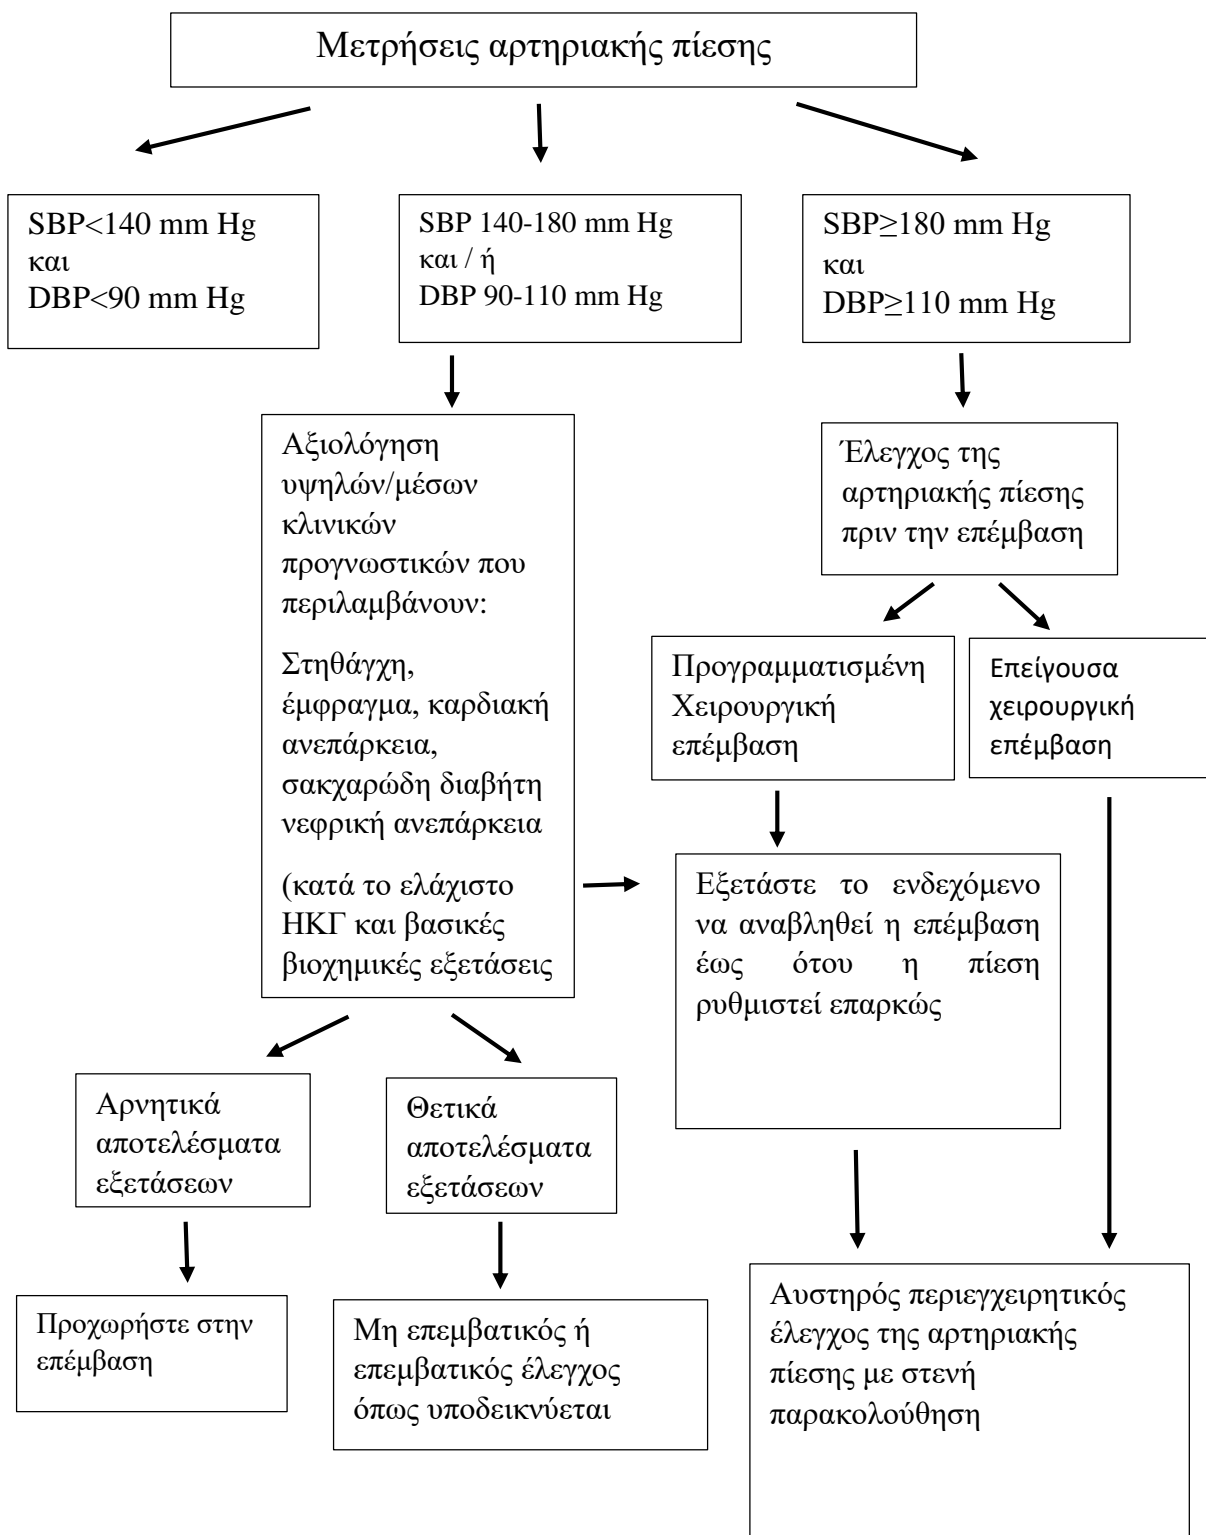 Μετρήσεις αρτηριακής πίεσης
SBP<140 mm Hg
και
DBP<90 mm Hg
SBP 140-180 mm Hg
και / ή
DBP 90-110 mm Hg
SBP≥180 mm Hg
και
DBP≥110 mm Hg
Αξιολόγηση
υψηλών/μέσων
κλινικών
προγνωστικών που
περιλαμβάνουν:
Στηθάγχη,
έμφραγμα, καρδιακή
ανεπάρκεια,
σακχαρώδη διαβήτη
νεφρική ανεπάρκεια
(κατά το ελάχιστο
ΗΚΓ και βασικές
βιοχημικές εξετάσεις
Έλεγχος της
αρτηριακής πίεσης
πριν την επέμβαση
Προγραμματισμένη
Χειρουργική
επέμβαση
Επείγουσα
χειρουργική
επέμβαση
Εξετάστε το ενδεχόμενο
να αναβληθεί η επέμβαση
έως ότου η πίεση
ρυθμιστεί επαρκώς
Αρνητικά
αποτελέσματα
εξετάσεων
Θετικά
αποτελέσματα
εξετάσεων
Προχωρήστε στην
επέμβαση
Μη επεμβατικός ή
επεμβατικός έλεγχος
όπως υποδεικνύεται
Αυστηρός περιεγχειρητικός
έλεγχος της αρτηριακής
πίεσης με στενή
παρακολούθηση